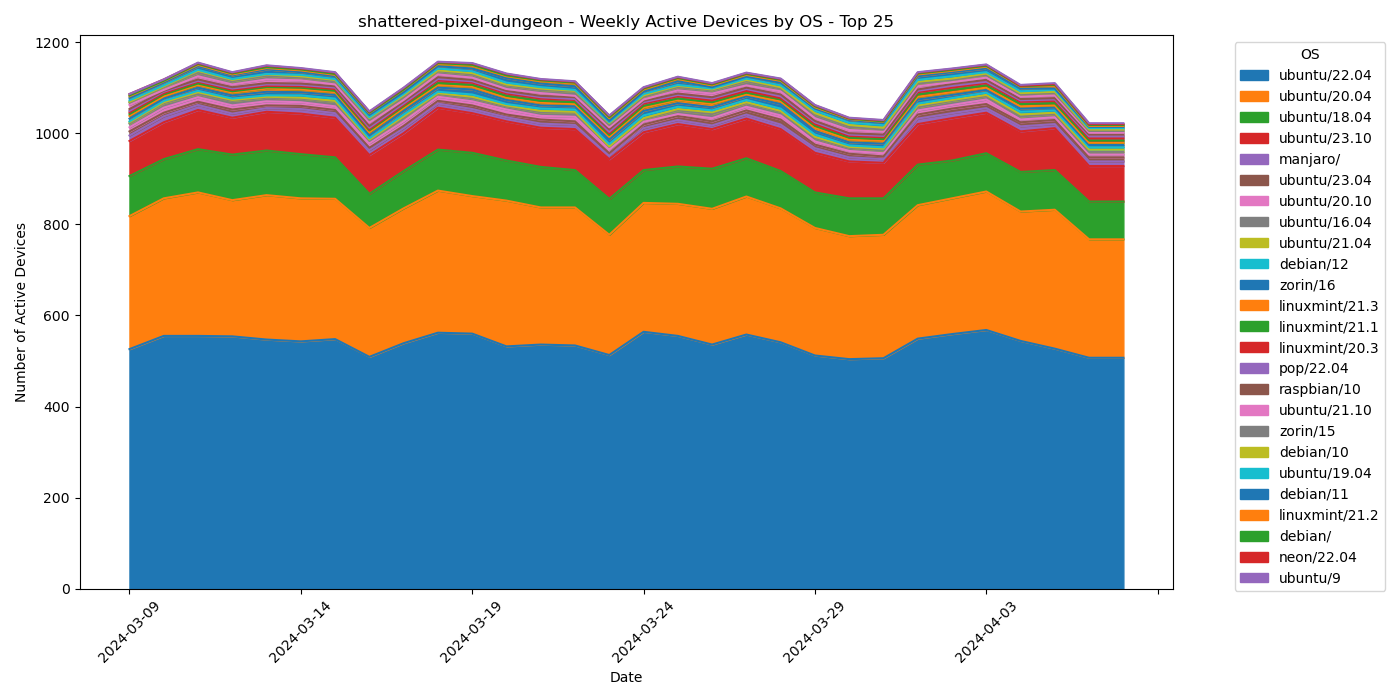 shattered-pixel-dungeon - Weekly Active Devices by OS - Top 25
Number of Active Devices
1200
1000
800
600
400
200
0
2024-03-09
2024-03-14
2024-03-19
2024-03-24
2024-03-29
2024-04-03
Date
OS
ubuntu/22.04
ubuntu/20.04
ubuntu/18.04
ubuntu/23.10
manjaro/
ubuntu/23.04
ubuntu/20.10
ubuntu/16.04
ubuntu/21.04
debian/12
zorin/16
linuxmint/21.3
linuxmint/21.1
linuxmint/20.3
pop/22.04
raspbian/10
ubuntu/21.10
zorin/15
debian/10
ubuntu/19.04
debian/11
linuxmint/21.2
debian/
neon/22.04
ubuntu/9